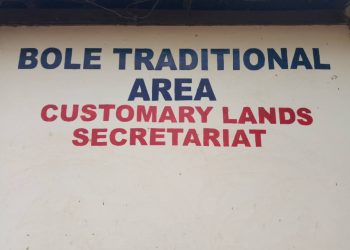 BOLE TRADITIONAL
AREA
CUSTOMARY LANDS
SECRETARIAT